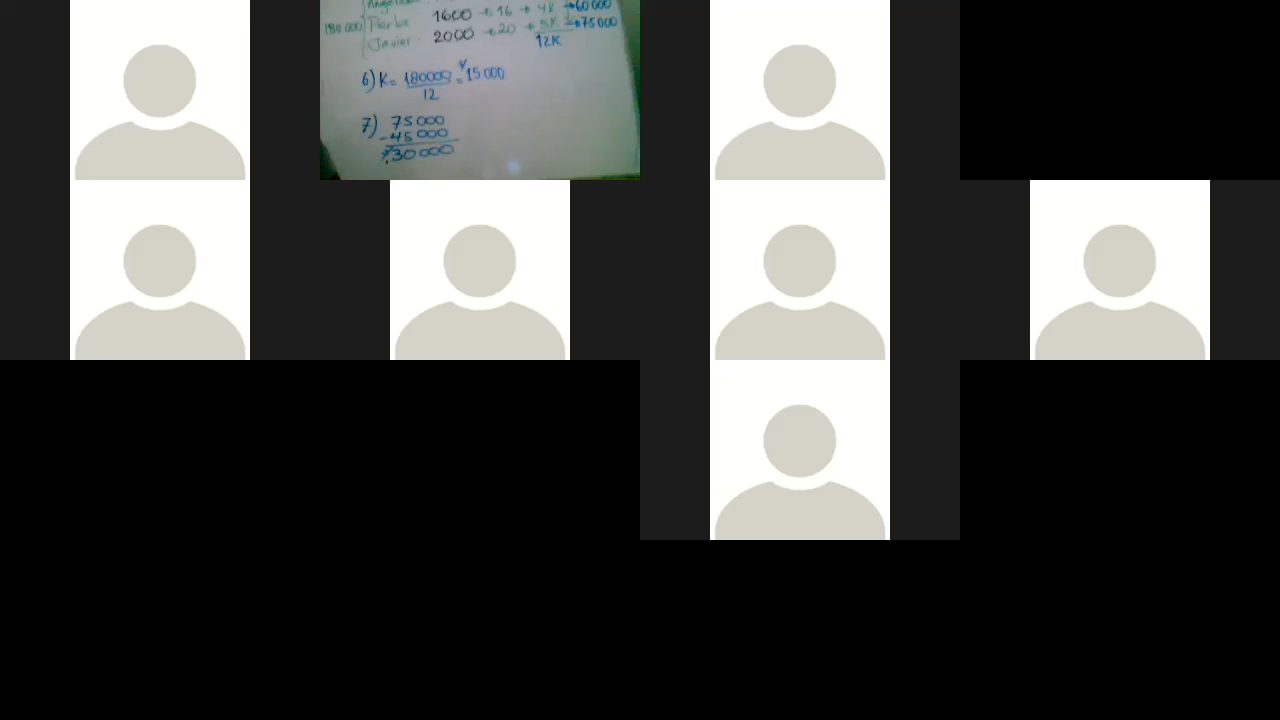 180 000
1600 → 16 → 4K → 60 000
Javier 2000 → 20 → 5K → 75 000
12K
6) K = 180000 = 15 000
12
7) 75 000
- 45 000
30 000